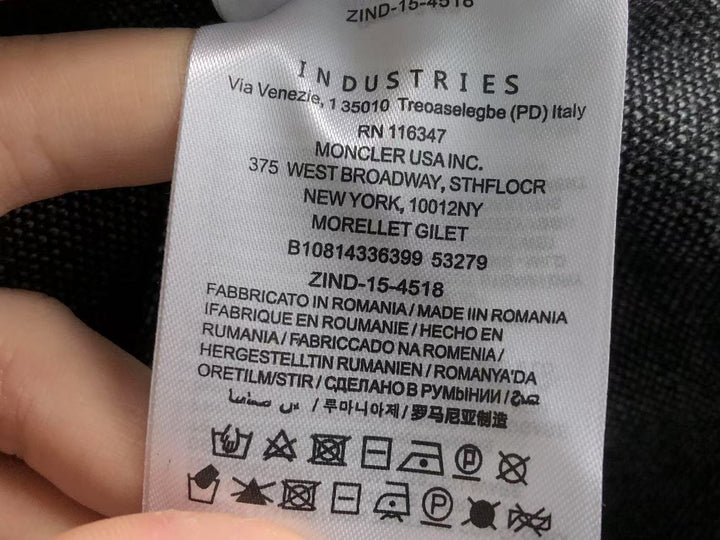 ZIND-15-4518
INDUSTRIES
Via Venezie, 1 35010 Treoaselegbe (PD) Italy
RN 116347
MONCLER USA INC.
375 WEST BROADWAY, STHFLOCR
NEW YORK, 10012NY
MORELLET GILET
B10814336399 53279
ZIND-15-4518
FABBRICATO IN ROMANIA / MADE IIN ROMANIA
IFABRIQUE EN ROUMANIE / HECHO EN
RUMANIA / FABRICCADO NA ROMENIA /
HERGESTELLTIN RUMANIEN / ROMANYA'DA
ORETILM/STIR / СДЕЛАНО В РУМЫНИИ /
/ 루마니아제 / 罗马尼亚制造